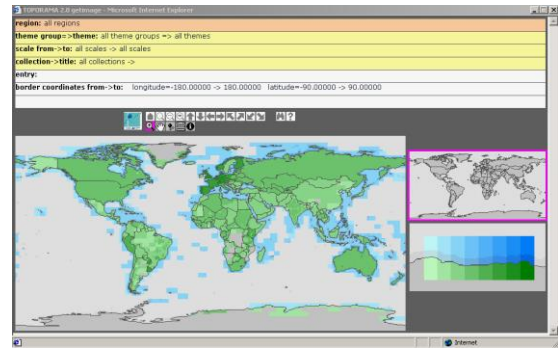 TOPORAMA 2.0 getimage - Microsoft Internet Explorer
region: all regions
theme group=>theme: all theme groups => all themes
scale from->to: all scales -> all scales
collection->title: all collections ->
entry:
border coordinates from->to: longitude=-180.00000 -> 180.00000 latitude=-90.00000 -> 90.00000
?
Internet